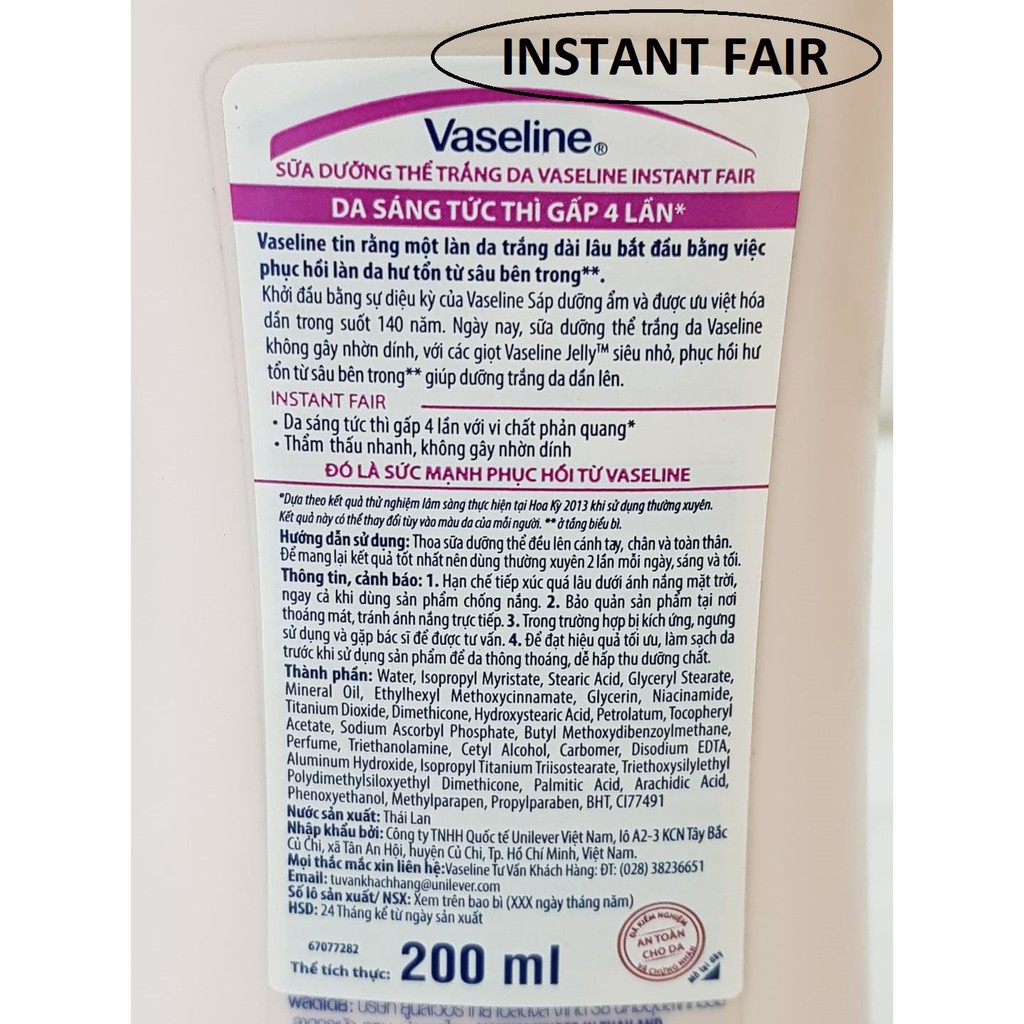 INSTANT FAIR
Vaseline®
SỮA DƯỠNG THỂ TRẮNG DA VASELINE INSTANT FAIR
DA SÁNG TỨC THÌ GẤP 4 LẦN*
Vaseline tin rằng một làn da trắng dài lâu bắt đầu bằng việc
phục hồi làn da hư tổn từ sâu bên trong**.
Khởi đầu bằng sự diệu kỳ của Vaseline Sáp dưỡng ẩm và được ưu việt hóa
dần trong suốt 140 năm. Ngày nay, sữa dưỡng thể trắng da Vaseline
không gây nhờn dính, với các giọt Vaseline Jelly™ siêu nhỏ, phục hồi hư
tổn từ sâu bên trong** giúp dưỡng trắng da dần lên.
INSTANT FAIR
• Da sáng tức thì gấp 4 lần với vi chất phản quang*
• Thẩm thấu nhanh, không gây nhờn dính
ĐÓ LÀ SỨC MẠNH PHỤC HỒI TỪ VASELINE
*Dựa theo kết quả thử nghiệm lâm sàng thực hiện tại Hoa Kỳ 2013 khi sử dụng thường xuyên.
Kết quả này có thể thay đổi tùy vào màu da của mỗi người. ** ở tầng biểu bì.
Hướng dẫn sử dụng: Thoa sữa dưỡng thể đều lên cánh tay, chân và toàn thân.
Để mang lại kết quả tốt nhất nên dùng thường xuyên 2 lần mỗi ngày, sáng và tối.
Thông tin, cảnh báo: 1. Hạn chế tiếp xúc quá lâu dưới ánh nắng mặt trời,
ngay cả khi dùng sản phẩm chống nắng. 2. Bảo quản sản phẩm tại nơi
thoáng mát, tránh ánh nắng trực tiếp. 3. Trong trường hợp bị kích ứng, ngưng
sử dụng và gặp bác sĩ để được tư vấn. 4. Để đạt hiệu quả tối ưu, làm sạch da
trước khi sử dụng sản phẩm để da thông thoáng, dễ hấp thu dưỡng chất.
Thành phần: Water, Isopropyl Myristate, Stearic Acid, Glyceryl Stearate,
Mineral Oil, Ethylhexyl Methoxycinnamate, Glycerin, Niacinamide,
Titanium Dioxide, Dimethicone, Hydroxystearic Acid, Petrolatum, Tocopheryl
Acetate, Sodium Ascorbyl Phosphate, Butyl Methoxydibenzoylmethane,
Perfume, Triethanolamine, Cetyl Alcohol, Carbomer, Disodium EDTA,
Aluminum Hydroxide, Isopropyl Titanium Triisostearate, Triethoxysilylethyl
Polydimethylsiloxyethyl Dimethicone, Palmitic Acid, Arachidic Acid,
Phenoxyethanol, Methylparapen, Propylparaben, BHT, CI77491
Nước sản xuất: Thái Lan
Nhập khẩu bởi: Công ty TNHH Quốc tế Unilever Việt Nam, lô A2-3 KCN Tây Bắc
Củ Chi, xã Tân An Hội, huyện Củ Chi, Tp. Hồ Chí Minh, Việt Nam.
Mọi thắc mắc xin liên hệ:Vaseline Tư Vấn Khách Hàng: ĐT: (028) 38236651
Email: tuvankhachhang@unilever.com
Số lô sản xuất/ NSX: Xem trên bao bì (XXX ngày tháng năm)
HSD: 24 Tháng kể từ ngày sản xuất
ĐÃ KIỂM NGHIỆM
AN TOÀN
CHO DA
VÀ CHỨNG NHẬN
Mở tại đây
67077282
Thể tích thực: 200 ml